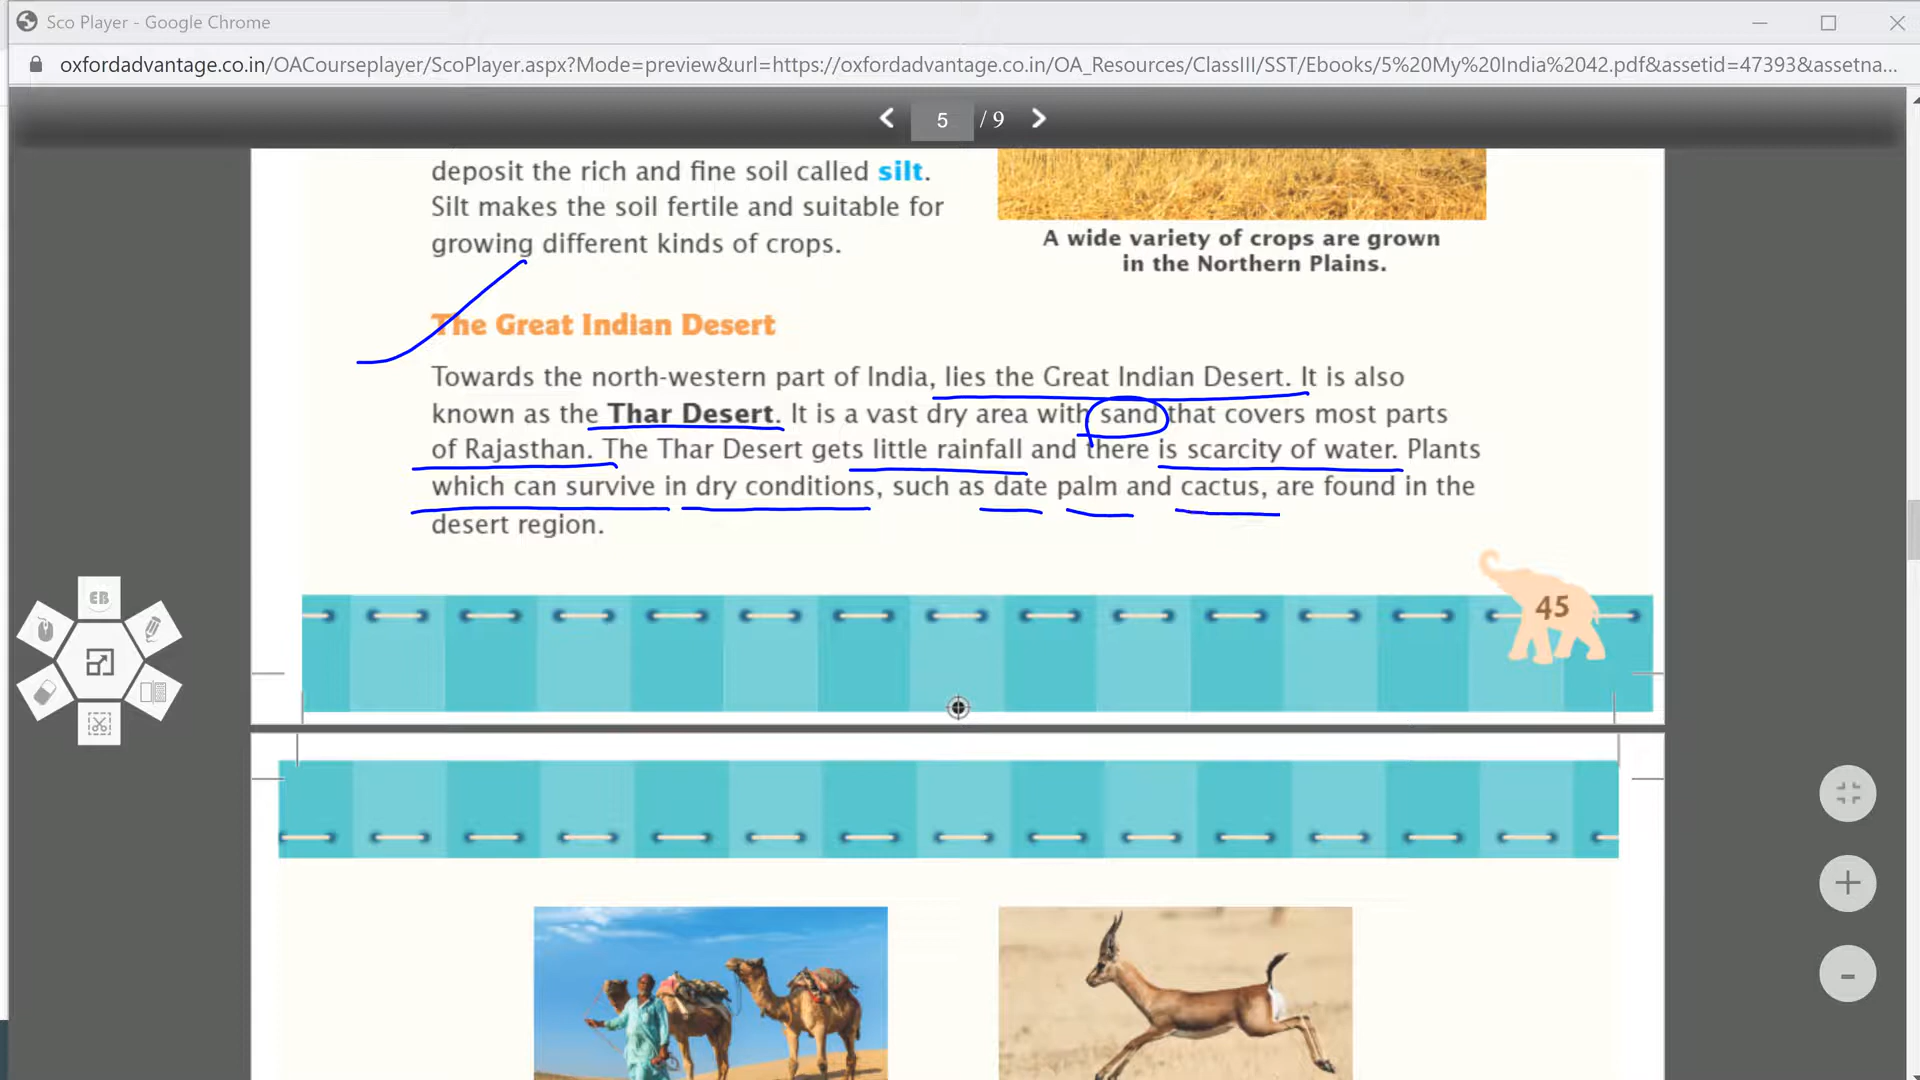 Sco Player - Google Chrome
oxfordadvantage.co.in/OACourseplayer/ScoPlayer.aspx?Mode=preview&url=https://oxfordadvantage.co.in/OA_Resources/ClassIII/SST/Ebooks/5%20My%20India%2042.pdf&assetid=47393&assetna...
5 / 9
deposit the rich and fine soil called silt.
Silt makes the soil fertile and suitable for
growing different kinds of crops.
A wide variety of crops are grown
in the Northern Plains.
The Great Indian Desert
Towards the north-western part of India, lies the Great Indian Desert. It is also
known as the Thar Desert. It is a vast dry area with sand that covers most parts
of Rajasthan. The Thar Desert gets little rainfall and there is scarcity of water. Plants
which can survive in dry conditions, such as date palm and cactus, are found in the
desert region.
EB
45